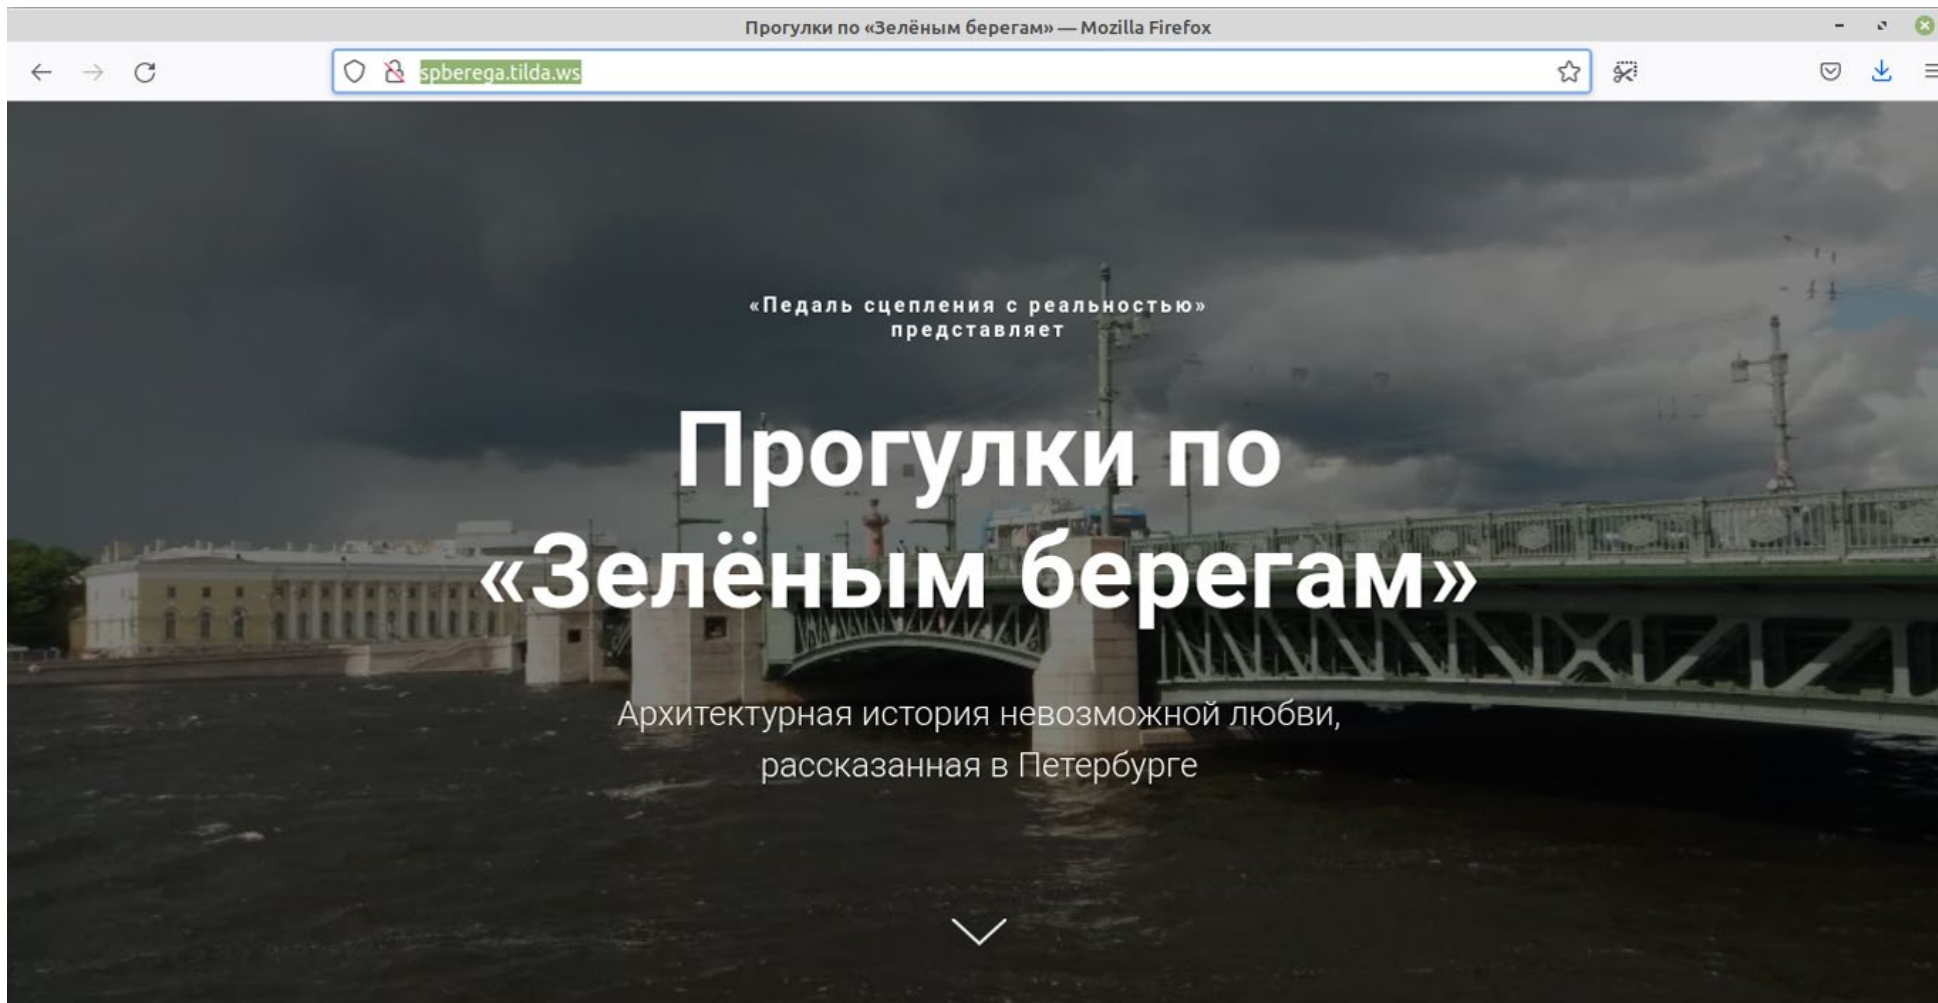 Прогулки по «Зелёным берегам» — Mozilla Firefox
spberega.tilda.ws
«Педаль сцепления с реальностью»
представляет
Прогулки по
«Зелёным берегам»
Архитектурная история невозможной любви,
рассказанная в Петербурге